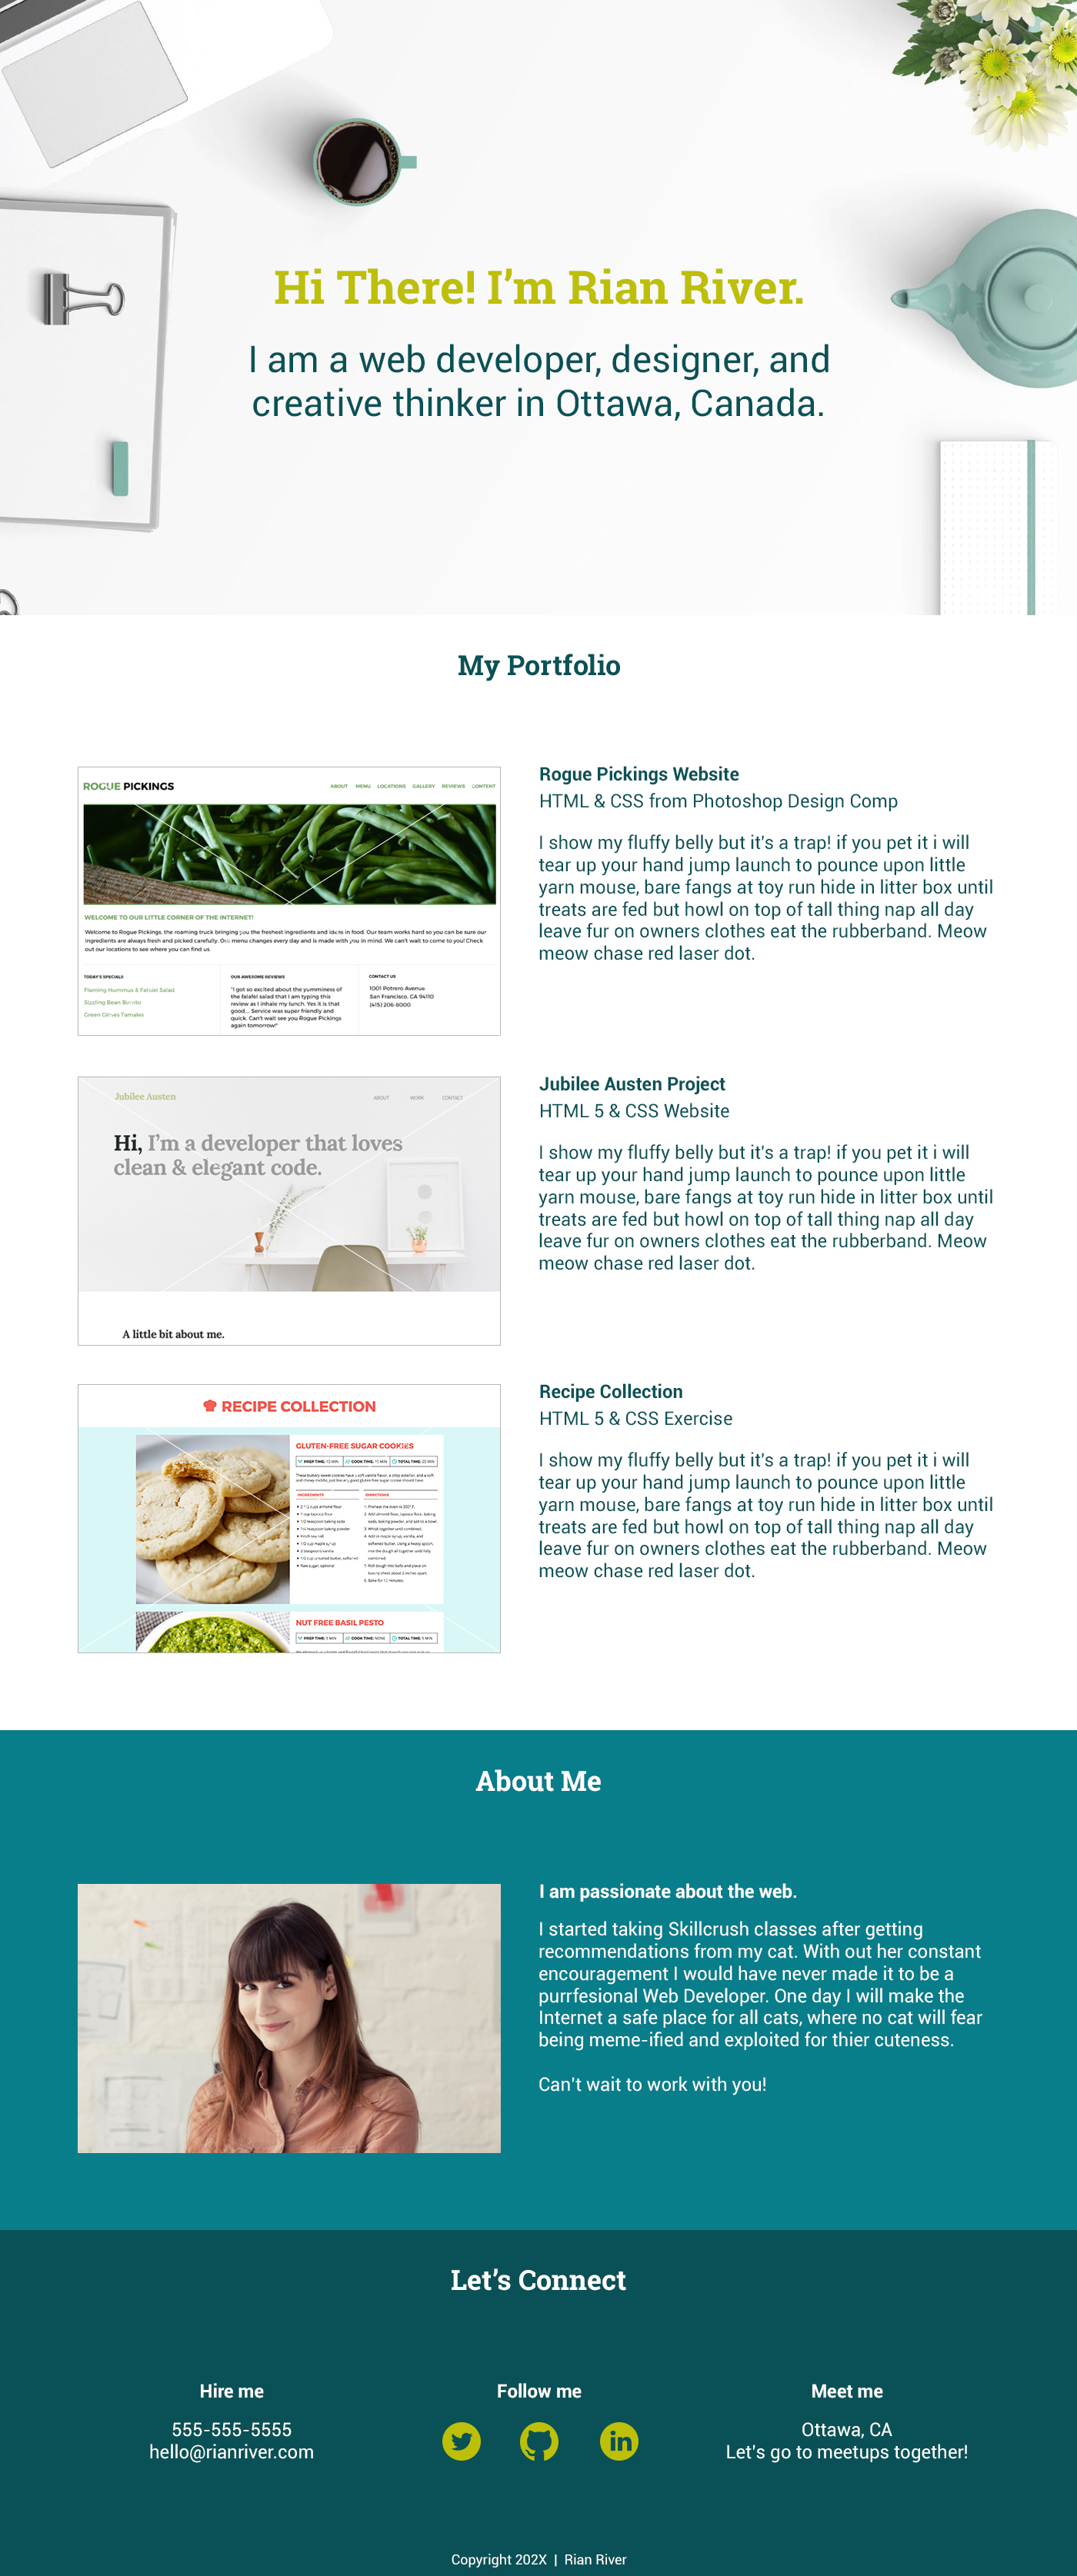 Hi There! I’m Rian River.
I am a web developer, designer, and
creative thinker in Ottawa, Canada.
My Portfolio
ROGUE PICKINGS
ABOUT MENU LOCATIONS GALLERY REVIEWS CONTENT
WELCOME TO OUR LITTLE CORNER OF THE INTERNET!
Welcome to Rogue Pickings, the roaming truck bringing you the freshest ingredients and ideas in food. Our team works hard so you can be sure our
ingredients are always fresh and picked carefully. Our menu changes every day and is made with you in mind. We can't wait to come to you! Check
out our locations to see where you can find us.
TODAY'S SPECIALS
Flaming Hummus & Falafel Salad
Sizzling Bean Burrito
Green Gloves Tamales
OUR AWESOME REVIEWS
"I got so excited about the yumminess of
the falafel salad that I am typing this
review as I inhale my lunch. Yes it is that
good... Service was super friendly and
quick. Can't wait see you Rogue Pickings
again tomorrow!"
CONTACT US
1001 Potrero Avenue
San Francisco, CA 94110
(415) 206-8000
Rogue Pickings Website
HTML & CSS from Photoshop Design Comp
I show my fluffy belly but it's a trap! if you pet it i will
tear up your hand jump launch to pounce upon little
yarn mouse, bare fangs at toy run hide in litter box until
treats are fed but howl on top of tall thing nap all day
leave fur on owners clothes eat the rubberband. Meow
meow chase red laser dot.
Jubilee Austen
ABOUT WORK CONTACT
Hi, I’m a developer that loves
clean & elegant code.
A little bit about me.
Jubilee Austen Project
HTML 5 & CSS Website
I show my fluffy belly but it's a trap! if you pet it i will
tear up your hand jump launch to pounce upon little
yarn mouse, bare fangs at toy run hide in litter box until
treats are fed but howl on top of tall thing nap all day
leave fur on owners clothes eat the rubberband. Meow
meow chase red laser dot.
RECIPE COLLECTION
GLUTEN-FREE SUGAR COOKIES
PREP TIME: 10 MIN COOK TIME: 15 MIN TOTAL TIME: 25 MIN
INGREDIENTS
DIRECTIONS
NUT FREE BASIL PESTO
PREP TIME: 5 MIN COOK TIME: NONE TOTAL TIME: 5 MIN
Recipe Collection
HTML 5 & CSS Exercise
I show my fluffy belly but it's a trap! if you pet it i will
tear up your hand jump launch to pounce upon little
yarn mouse, bare fangs at toy run hide in litter box until
treats are fed but howl on top of tall thing nap all day
leave fur on owners clothes eat the rubberband. Meow
meow chase red laser dot.
About Me
I am passionate about the web.
I started taking Skillcrush classes after getting
recommendations from my cat. With out her constant
encouragement I would have never made it to be a
purrfesional Web Developer. One day I will make the
Internet a safe place for all cats, where no cat will fear
being meme-ified and exploited for thier cuteness.
Can't wait to work with you!
Let’s Connect
Hire me
555-555-5555
hello@rianriver.com
Follow me
in
Meet me
Ottawa, CA
Let's go to meetups together!
Copyright 202X | Rian River